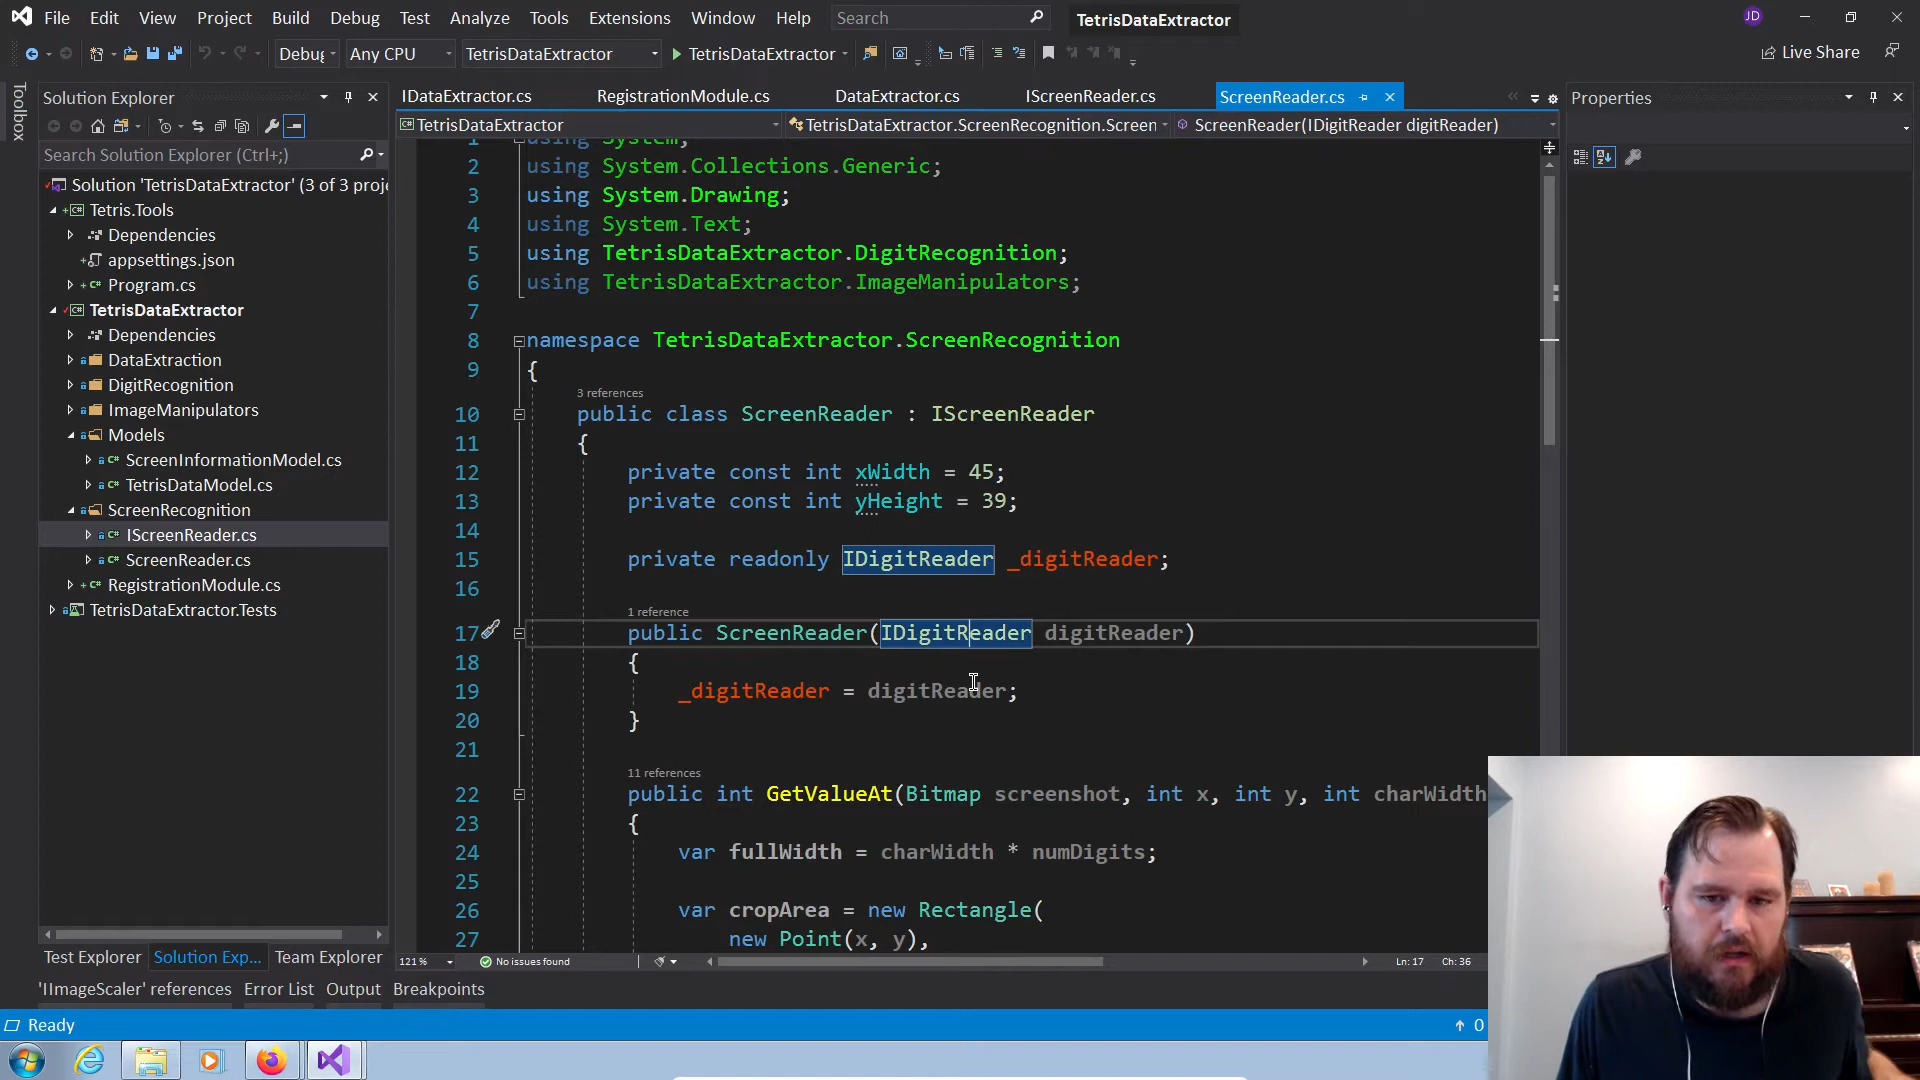 File Edit View Project Build Debug Test Analyze Tools Extensions Window Help Search TetrisDataExtractor JD
Debug Any CPU TetrisDataExtractor TetrisDataExtractor Live Share
Toolbox
Solution Explorer
Search Solution Explorer (Ctrl+;)
Solution 'TetrisDataExtractor' (3 of 3 proje
Tetris.Tools
Dependencies
appsettings.json
Program.cs
TetrisDataExtractor
Dependencies
DataExtraction
DigitRecognition
ImageManipulators
Models
ScreenInformationModel.cs
TetrisDataModel.cs
ScreenRecognition
IScreenReader.cs
ScreenReader.cs
RegistrationModule.cs
TetrisDataExtractor.Tests
Test Explorer Solution Exp... Team Explorer
IDataExtractor.cs RegistrationModule.cs DataExtractor.cs IScreenReader.cs ScreenReader.cs
TetrisDataExtractor TetrisDataExtractor.ScreenRecognition.Screen ScreenReader(IDigitReader digitReader)
1 using System;
2 using System.Collections.Generic;
3 using System.Drawing;
4 using System.Text;
5 using TetrisDataExtractor.DigitRecognition;
6 using TetrisDataExtractor.ImageManipulators;
7
8 namespace TetrisDataExtractor.ScreenRecognition
9 {
3 references
10 public class ScreenReader : IScreenReader
11 {
12 private const int xWidth = 45;
13 private const int yHeight = 39;
14
15 private readonly IDigitReader _digitReader;
16
1 reference
17 public ScreenReader(IDigitReader digitReader)
18 {
19 _digitReader = digitReader;
20 }
21
11 references
22 public int GetValueAt(Bitmap screenshot, int x, int y, int charWidth
23 {
24 var fullWidth = charWidth * numDigits;
25
26 var cropArea = new Rectangle(
27 new Point(x, y),
121 % No issues found Ln: 17 Ch: 36
Properties
'IImageScaler' references Error List Output Breakpoints
Ready 0